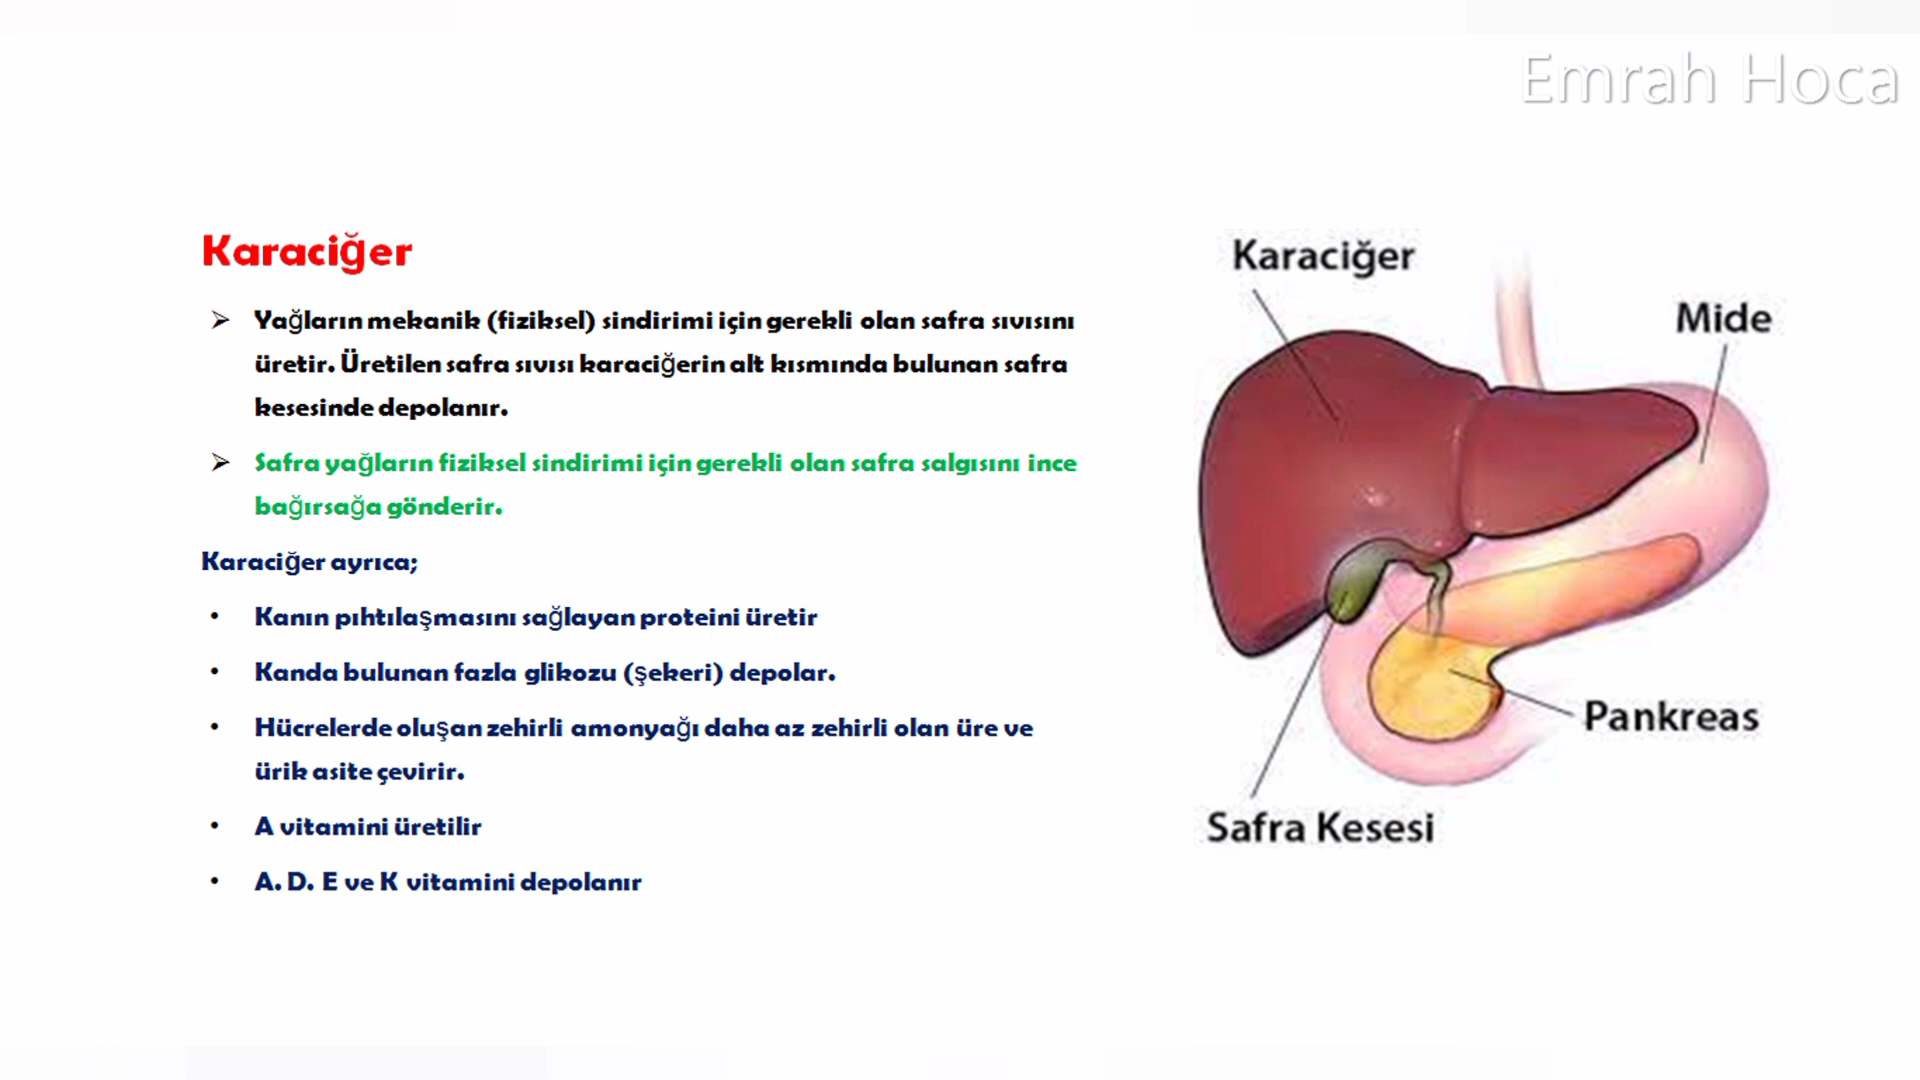 Emrah Hoca
Karaciğer
Yağların mekanik (fiziksel) sindirimi için gerekli olan safra sıvısını
üretir. Üretilen safra sıvısı karaciğerin alt kısmında bulunan safra
kesesinde depolanır.
Safra yağların fiziksel sindirimi için gerekli olan safra salgısını ince
bağırsağa gönderir.
Karaciğer ayrıca;
• Kanın pıhtılaşmasını sağlayan proteini üretir
• Kanda bulunan fazla glikozu (şekeri) depolar.
• Hücrelerde oluşan zehirli amonyağı daha az zehirli olan üre ve
ürik asite çevirir.
• A vitamini üretilir
• A. D. E ve K vitamini depolanır
Karaciğer
Mide
Pankreas
Safra Kesesi